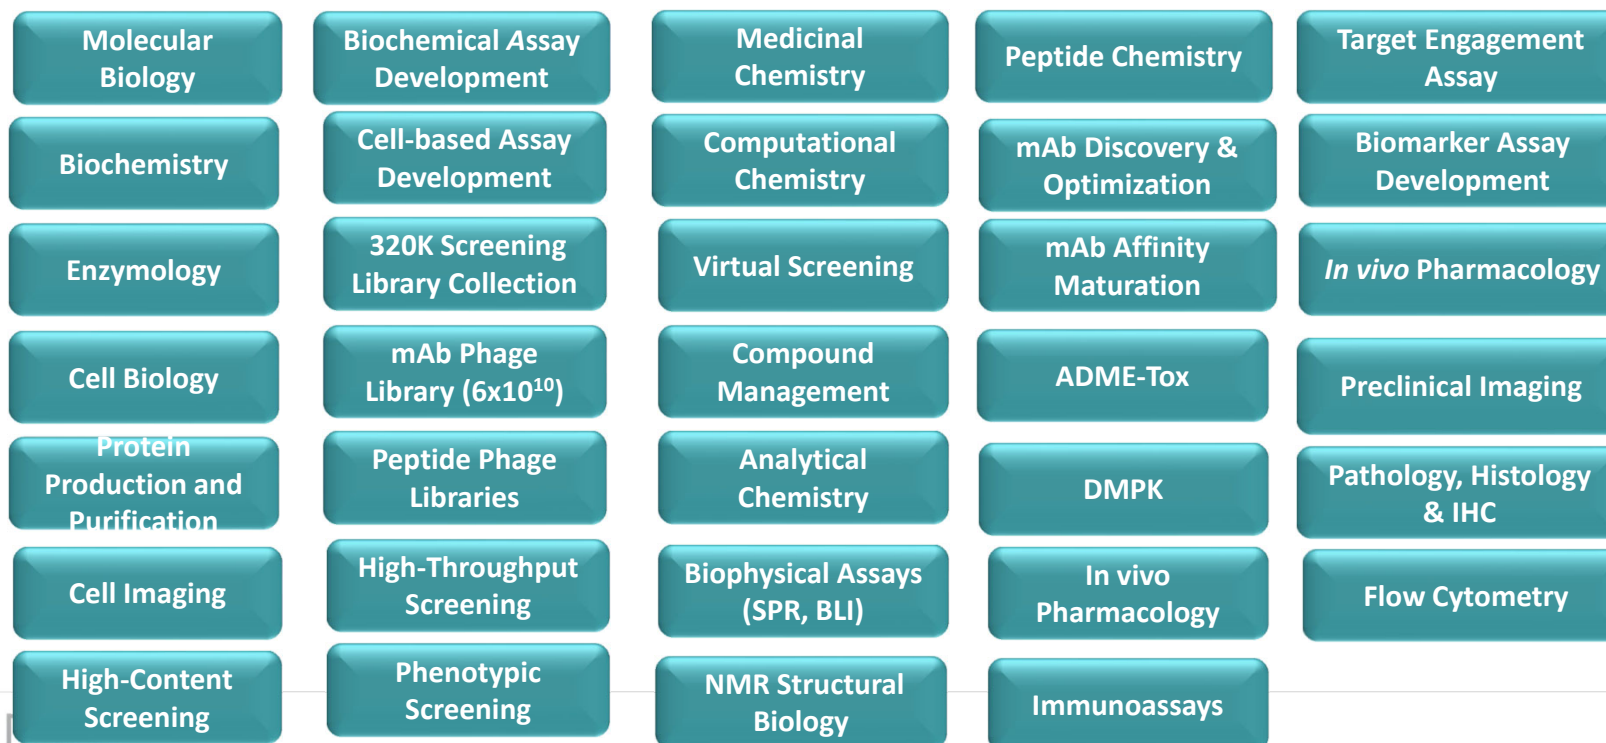 Molecular
Biology
Biochemistry
Enzymology
Cell Biology
Protein
Production and
Purification
Cell Imaging
High-Content
Screening
Biochemical Assay
Development
Cell-based Assay
Development
320K Screening
Library Collection
mAb Phage
Library (6x10¹⁰)
Peptide Phage
Libraries
High-Throughput
Screening
Phenotypic
Screening
Medicinal
Chemistry
Computational
Chemistry
Virtual Screening
Compound
Management
Analytical
Chemistry
Biophysical Assays
(SPR, BLI)
NMR Structural
Biology
Peptide Chemistry
mAb Discovery &
Optimization
mAb Affinity
Maturation
ADME-Tox
DMPK
In vivo
Pharmacology
Immunoassays
Target Engagement
Assay
Biomarker Assay
Development
In vivo Pharmacology
Preclinical Imaging
Pathology, Histology
& IHC
Flow Cytometry